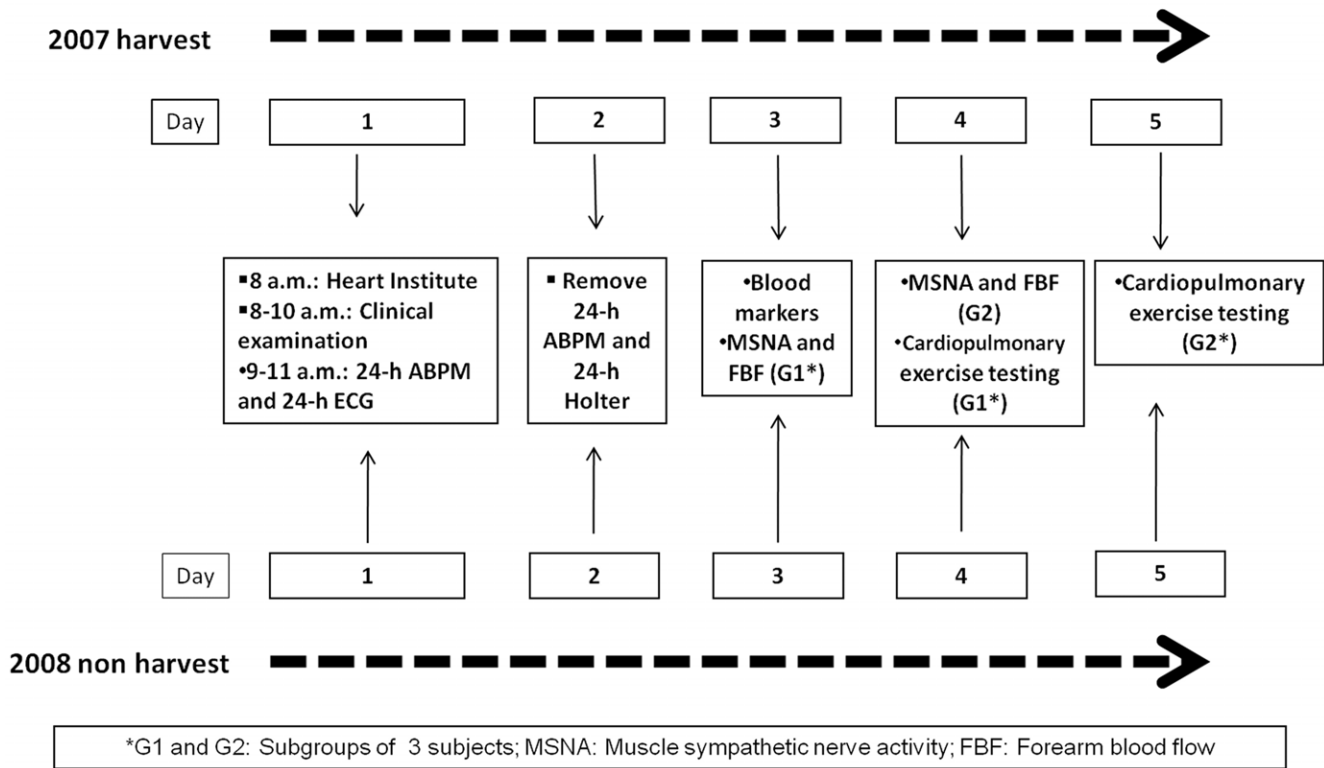 2007 harvest
Day
1
2
3
4
5
▪8 a.m.: Heart Institute
▪8-10 a.m.: Clinical
examination
•9-11 a.m.: 24-h ABPM
and 24-h ECG
▪ Remove
24-h
ABPM and
24-h
Holter
•Blood
markers
•MSNA and
FBF (G1*)
•MSNA and FBF
(G2)
•Cardiopulmonary
exercise testing
(G1*)
•Cardiopulmonary
exercise testing
(G2*)
Day
1
2
3
4
5
2008 non harvest
*G1 and G2: Subgroups of 3 subjects; MSNA: Muscle sympathetic nerve activity; FBF: Forearm blood flow